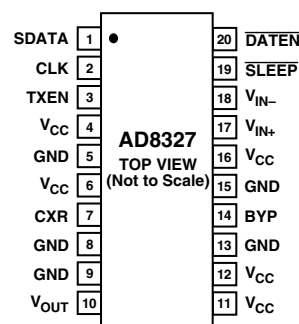 SDATA 1 20 DATEN
CLK 2 19 SLEEP
TXEN 3 18 VIN–
VCC 4 17 VIN+
GND 5 16 VCC
VCC 6 15 GND
CXR 7 14 BYP
GND 8 13 GND
GND 9 12 VCC
VOUT 10 11 VCC
AD8327
TOP VIEW
(Not to Scale)